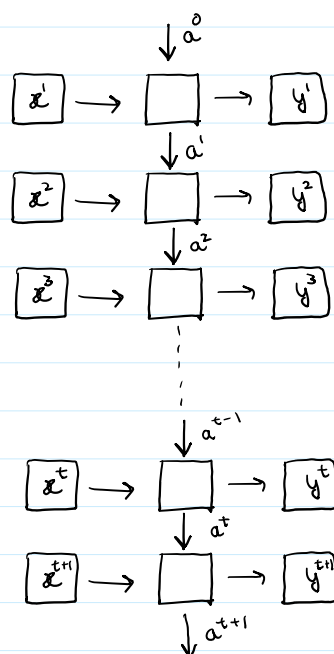 a⁰
x¹ y¹
a¹
x² y²
a²
x³ y³
aᵗ⁻¹
xᵗ yᵗ
aᵗ
xᵗ⁺¹ yᵗ⁺¹
aᵗ⁺¹